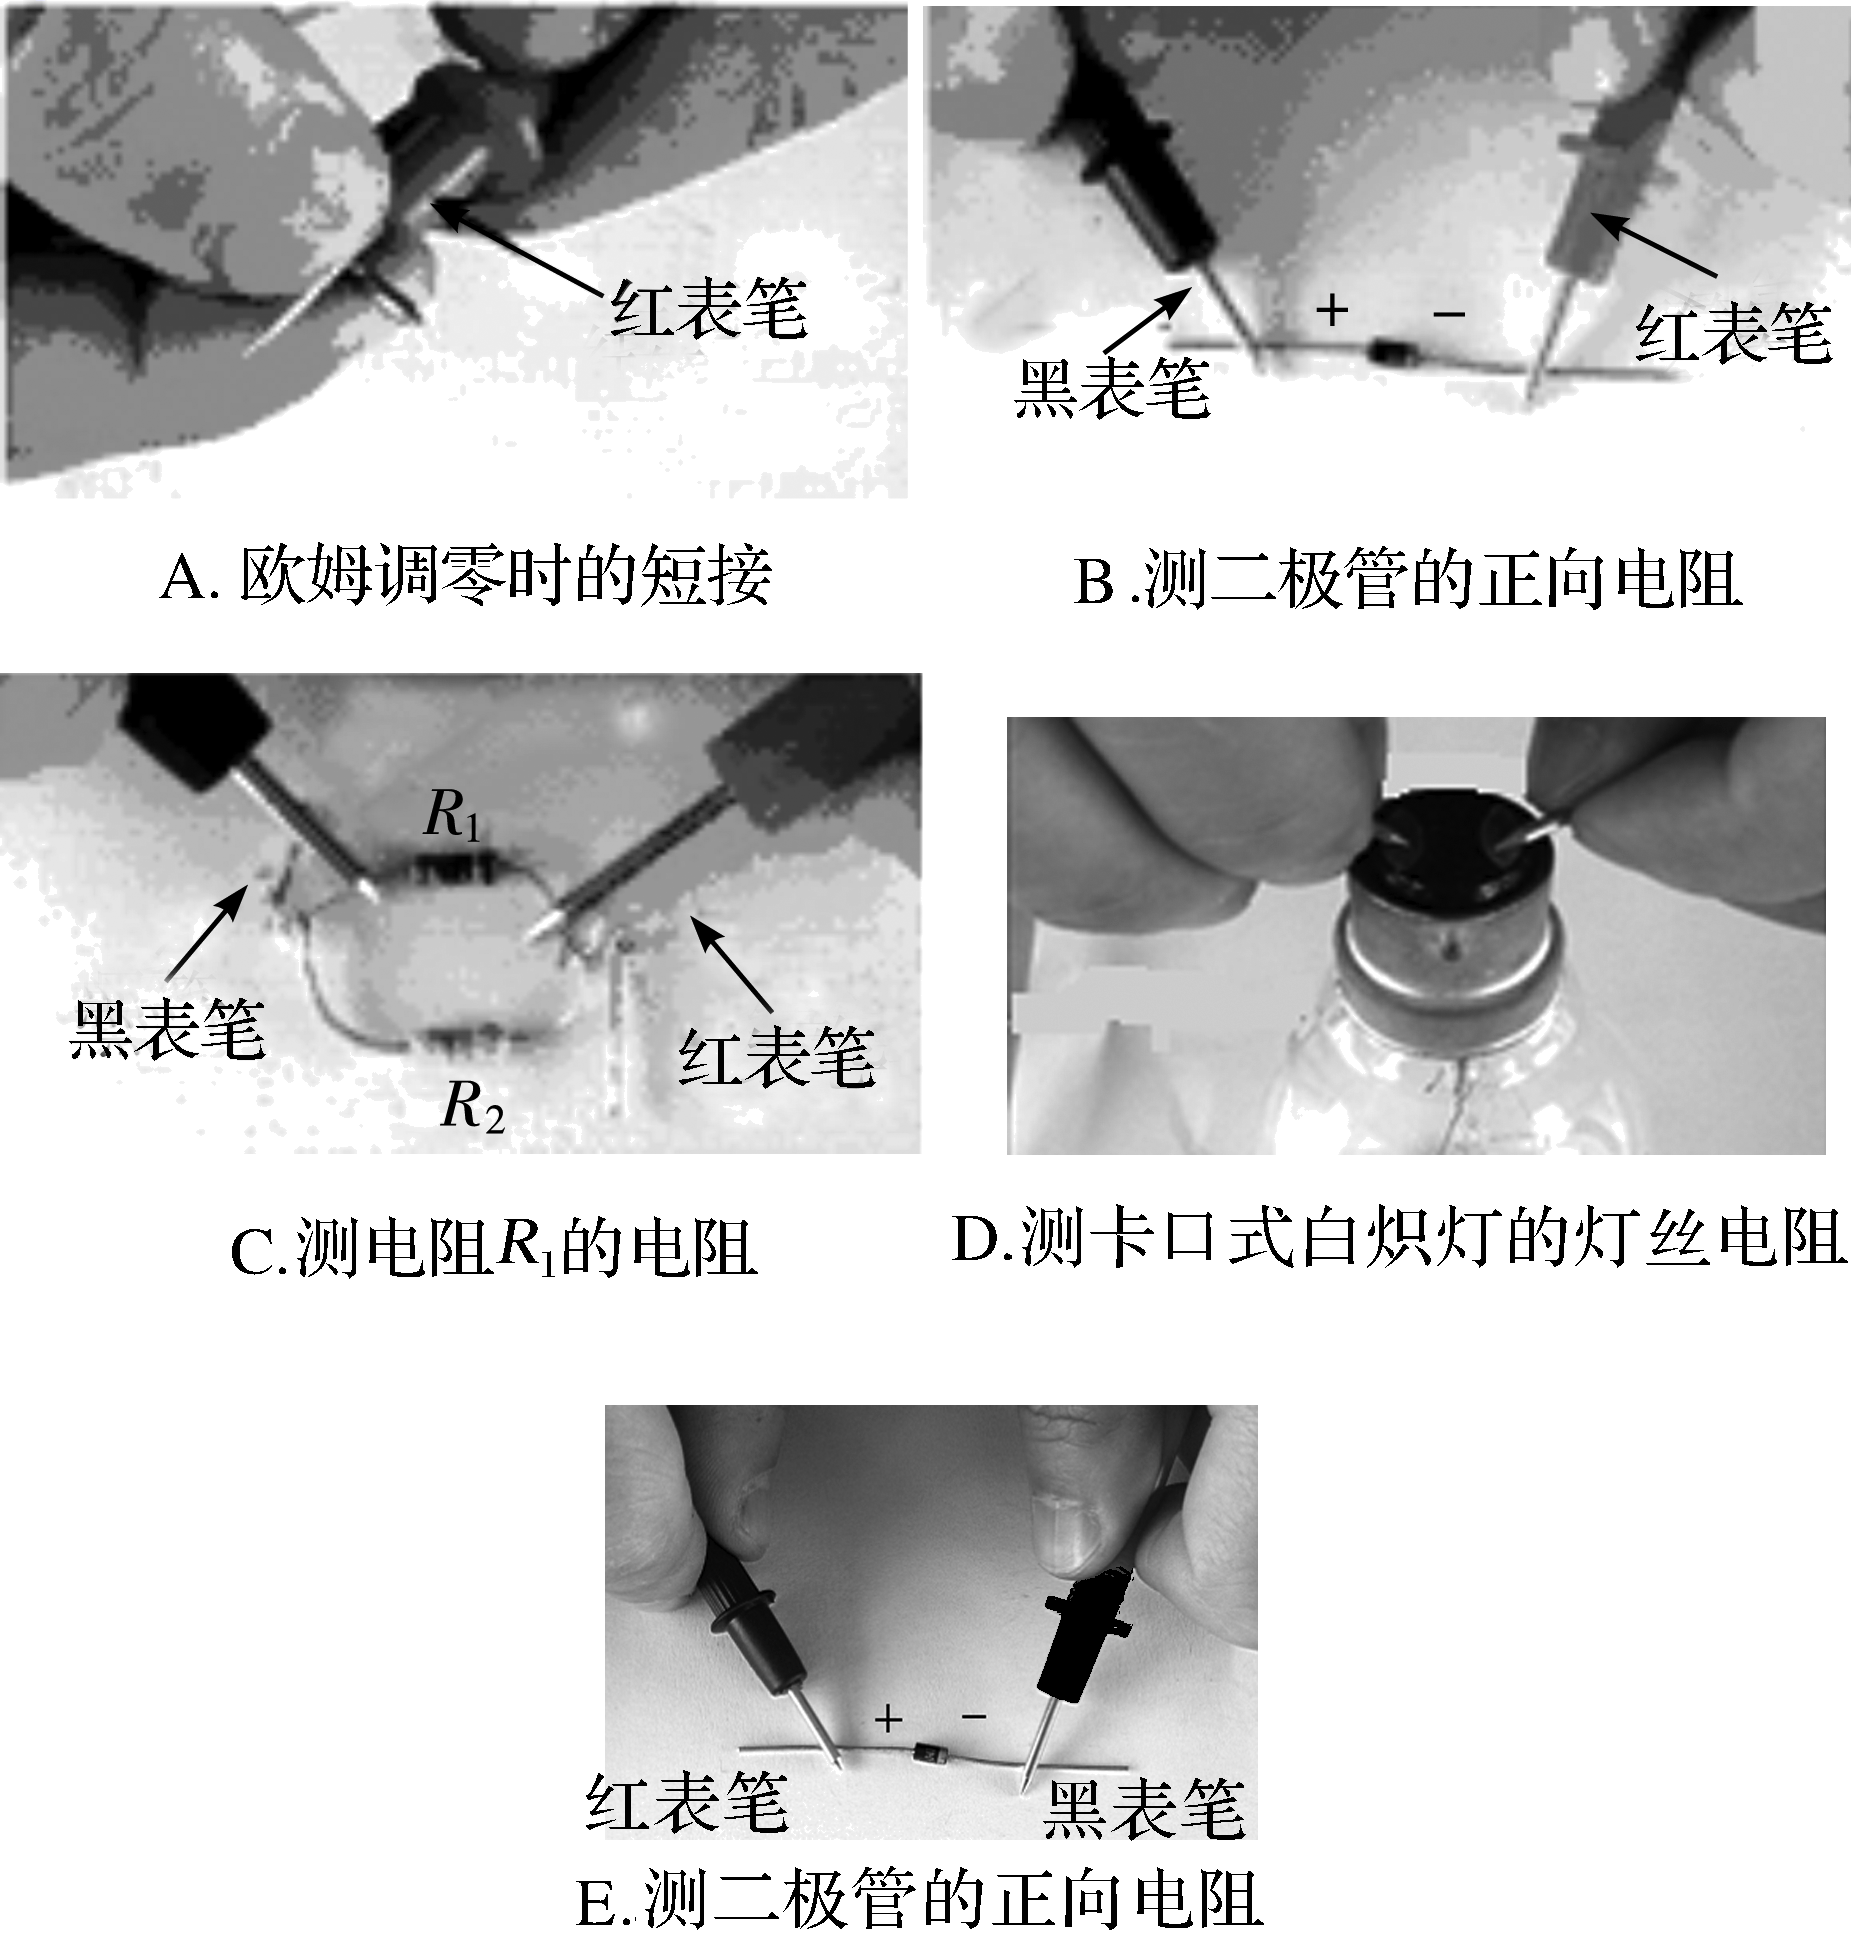 红表笔
+ −
黑表笔
红表笔
A. 欧姆调零时的短接
B .测二极管的正向电阻
R1
黑表笔
红表笔
R2
C.测电阻R1的电阻
D.测卡口式白炽灯的灯丝电阻
+ −
红表笔
黑表笔
E.测二极管的正向电阻